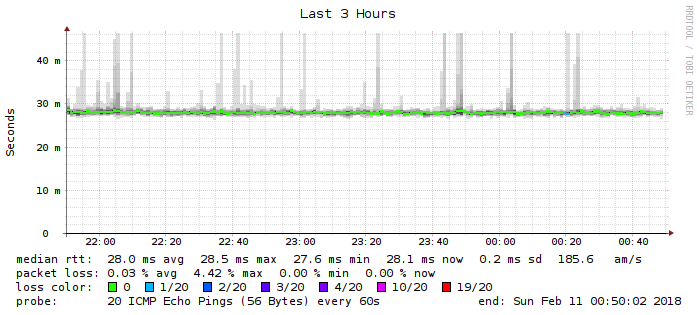 Last 3 Hours
RRDTOOL / TOBI OETIKER
Seconds
40 m
30 m
20 m
10 m
0
22:00 22:20 22:40 23:00 23:20 23:40 00:00 00:20 00:40
median rtt: 28.0 ms avg 28.5 ms max 27.6 ms min 28.1 ms now 0.2 ms sd 185.6 am/s
packet loss: 0.03 % avg 4.42 % max 0.00 % min 0.00 % now
loss color: 0 1/20 2/20 3/20 4/20 10/20 19/20
probe: 20 ICMP Echo Pings (56 Bytes) every 60s end: Sun Feb 11 00:50:02 2018